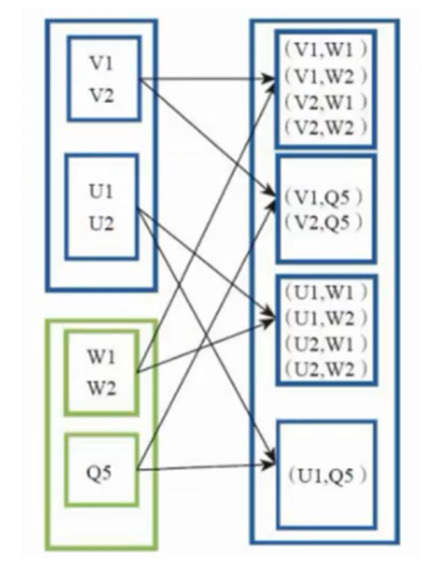 V1
V2
U1
U2
W1
W2
Q5
(V1,W1)
(V1,W2)
(V2,W1)
(V2,W2)
(V1,Q5)
(V2,Q5)
(U1,W1)
(U1,W2)
(U2,W1)
(U2,W2)
(U1,Q5)